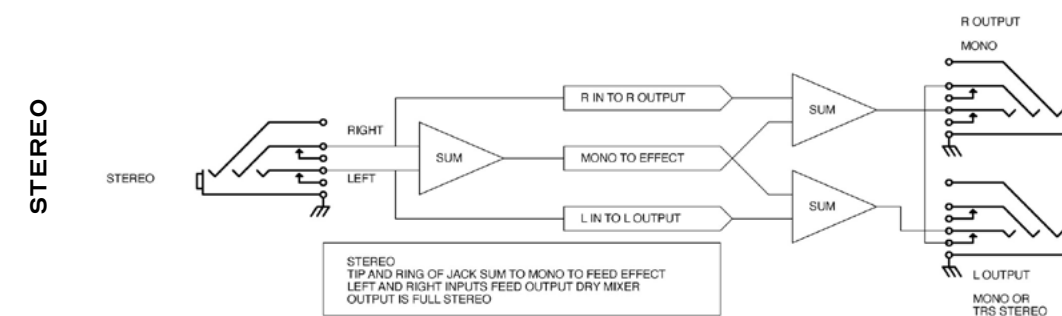 STEREO
STEREO
RIGHT
LEFT
SUM
R IN TO R OUTPUT
MONO TO EFFECT
L IN TO L OUTPUT
SUM
SUM
R OUTPUT
MONO
L OUTPUT
MONO OR
TRS STEREO
STEREO
TIP AND RING OF JACK SUM TO MONO TO FEED EFFECT
LEFT AND RIGHT INPUTS FEED OUTPUT DRY MIXER
OUTPUT IS FULL STEREO